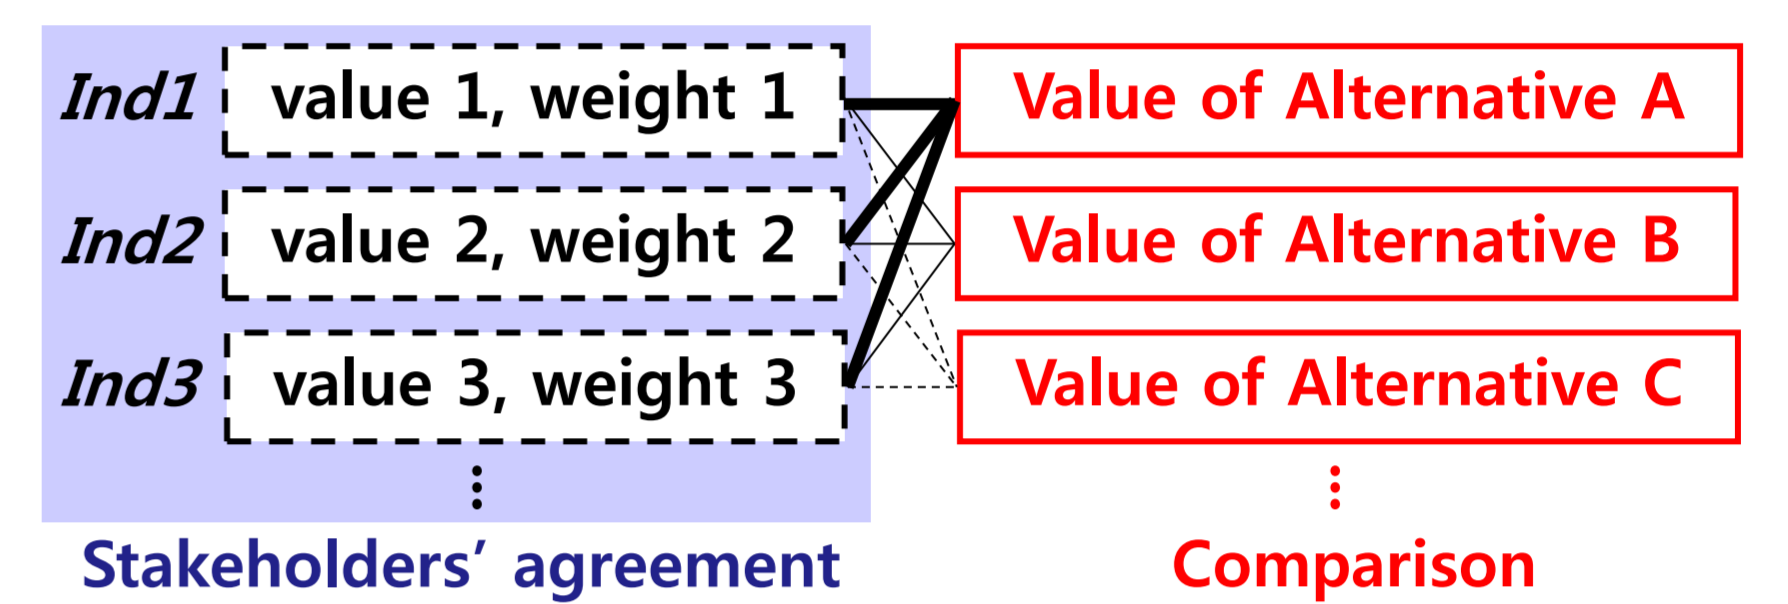 Ind1 value 1, weight 1 Value of Alternative A
Ind2 value 2, weight 2 Value of Alternative B
Ind3 value 3, weight 3 Value of Alternative C
⋮ ⋮
Stakeholders’ agreement Comparison